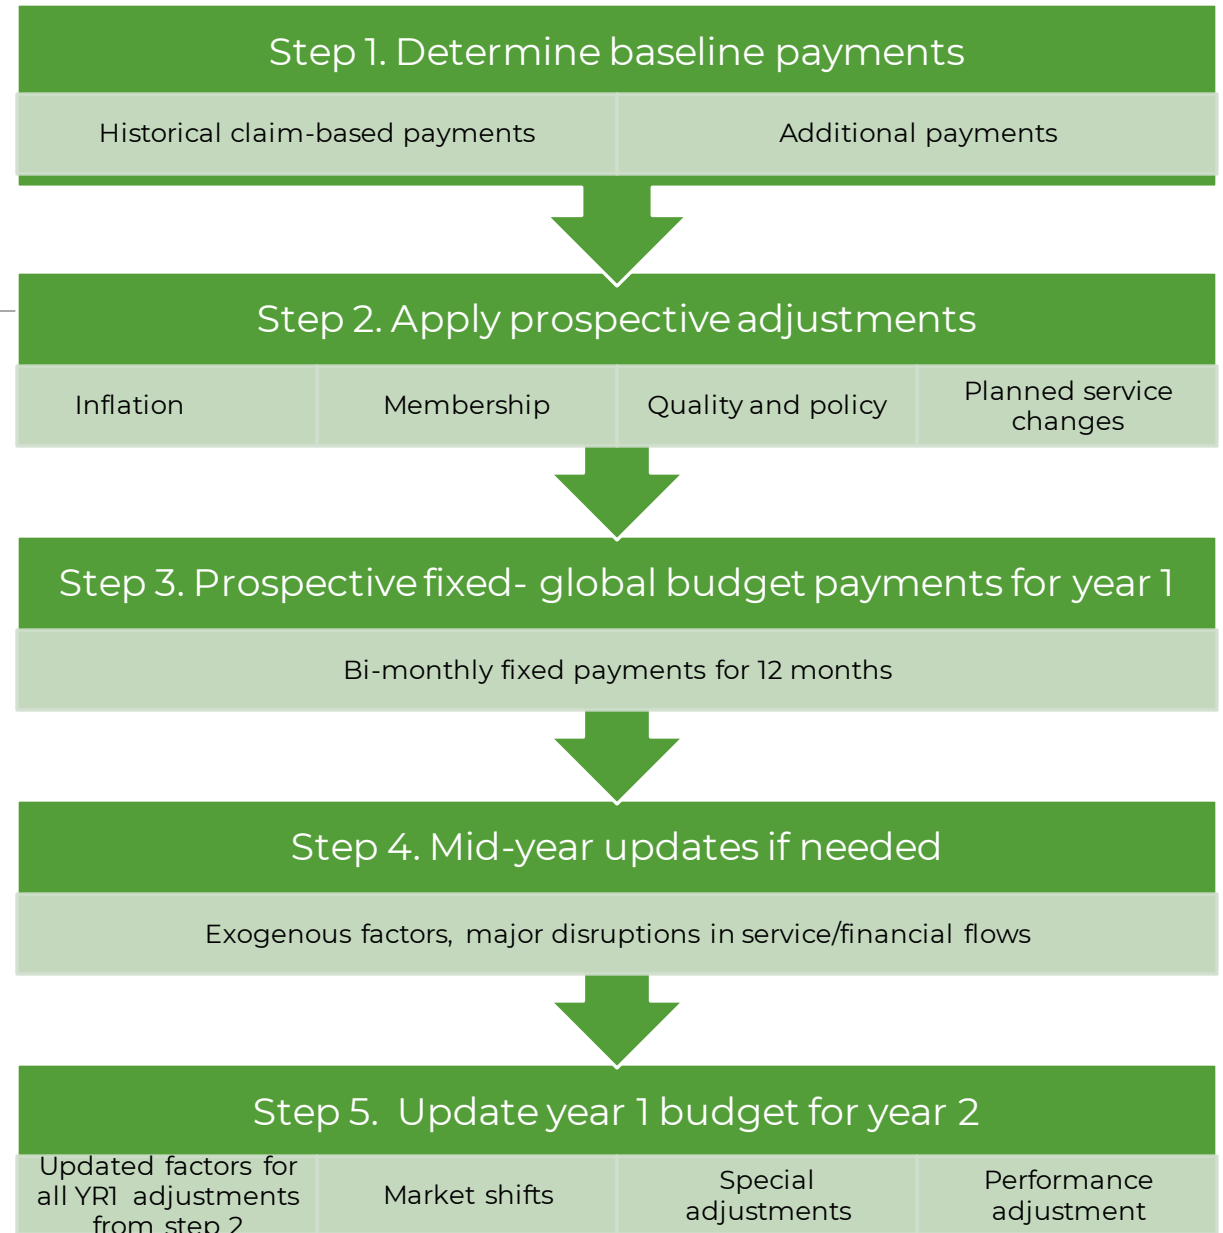 Step 1. Determine baseline payments
Historical claim-based payments
Additional payments
Step 2. Apply prospective adjustments
Inflation
Membership
Quality and policy
Planned service
changes
Step 3. Prospective fixed- global budget payments for year 1
Bi-monthly fixed payments for 12 months
Step 4. Mid-year updates if needed
Exogenous factors, major disruptions in service/financial flows
Step 5. Update year 1 budget for year 2
Updated factors for
all YR1 adjustments
from step 2
Market shifts
Special
adjustments
Performance
adjustment